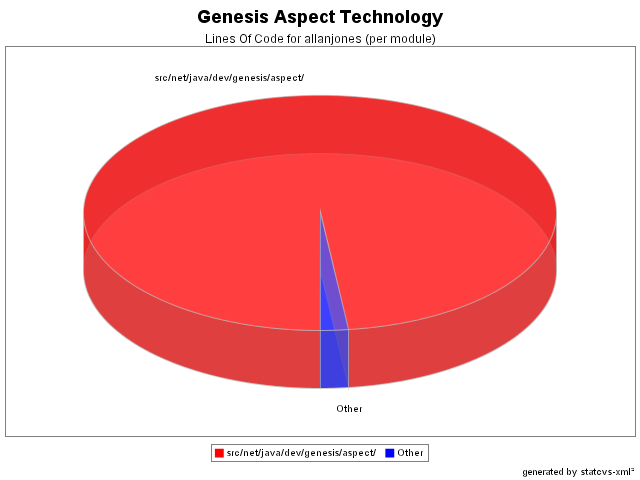 Genesis Aspect Technology
Lines Of Code for allanjones (per module)
src/net/java/dev/genesis/aspect/
Other
src/net/java/dev/genesis/aspect/ Other
generated by statcvs-xml²